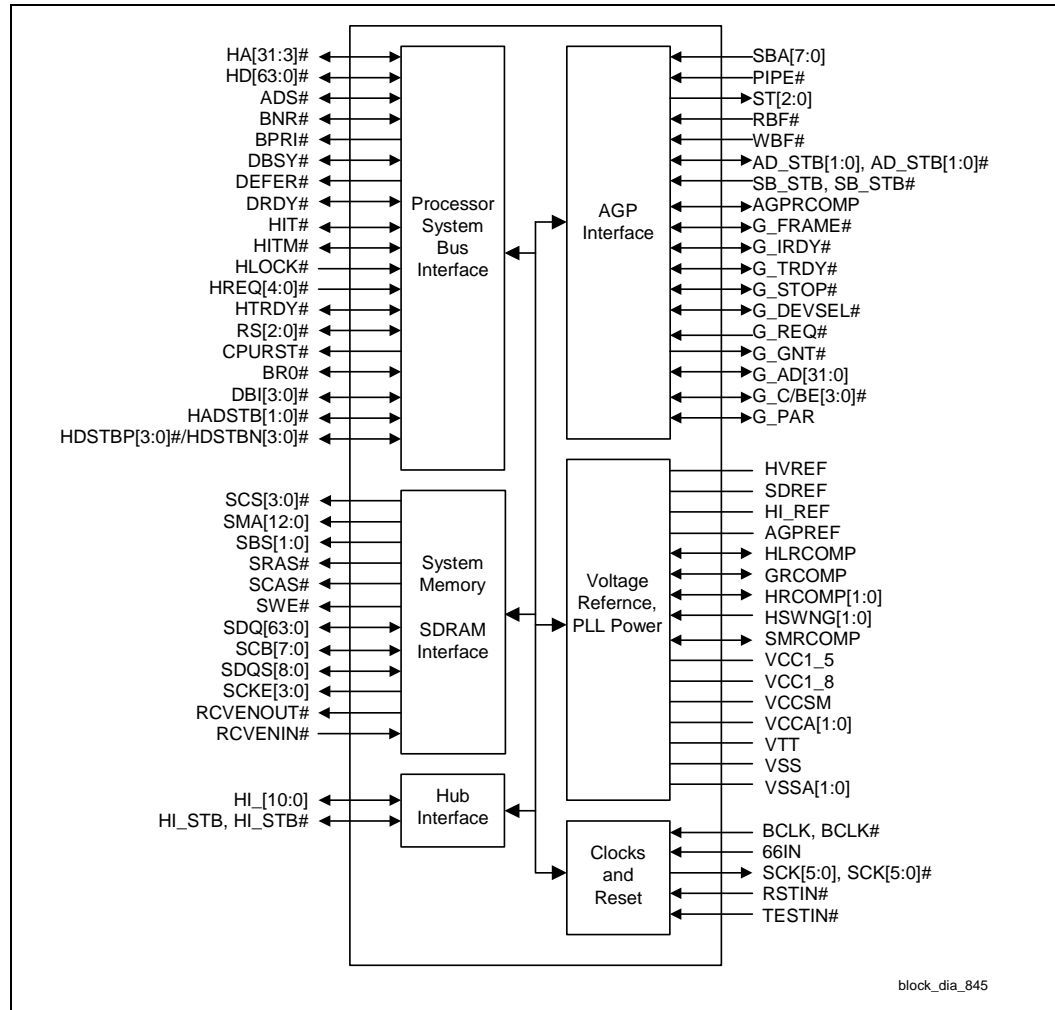 HA[31:3]#
HD[63:0]#
ADS#
BNR#
BPRI#
DBSY#
DEFER#
DRDY#
HIT#
HITM#
HLOCK#
HREQ[4:0]#
HTRDY#
RS[2:0]#
CPURST#
BR0#
DBI[3:0]#
HADSTB[1:0]#
HDSTBP[3:0]#/HDSTBN[3:0]#
Processor
System
Bus
Interface
SCS[3:0]#
SMA[12:0]
SBS[1:0]
SRAS#
SCAS#
SWE#
SDQ[63:0]
SCB[7:0]
SDQS[8:0]
SCKE[3:0]
RCVENOUT#
RCVENIN#
System
Memory
SDRAM
Interface
HI_[10:0]
HI_STB, HI_STB#
Hub
Interface
AGP
Interface
SBA[7:0]
PIPE#
ST[2:0]
RBF#
WBF#
AD_STB[1:0], AD_STB[1:0]#
SB_STB, SB_STB#
AGPRCOMP
G_FRAME#
G_IRDY#
G_TRDY#
G_STOP#
G_DEVSEL#
G_REQ#
G_GNT#
G_AD[31:0]
G_C/BE[3:0]#
G_PAR
Voltage
Refernce,
PLL Power
HVREF
SDREF
HI_REF
AGPREF
HLRCOMP
GRCOMP
HRCOMP[1:0]
HSWNG[1:0]
SMRCOMP
VCC1_5
VCC1_8
VCCSM
VCCA[1:0]
VTT
VSS
VSSA[1:0]
Clocks
and
Reset
BCLK, BCLK#
66IN
SCK[5:0], SCK[5:0]#
RSTIN#
TESTIN#
block_dia_845